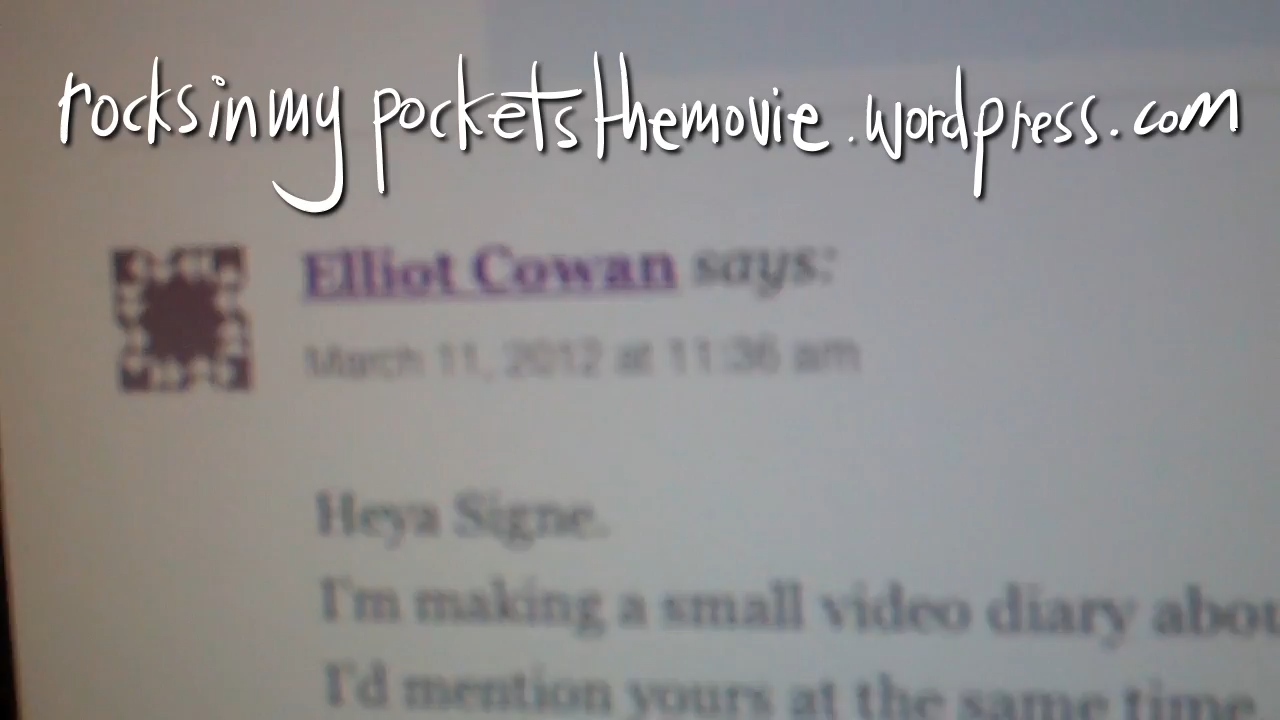 rocksinmypocketsthemovie.wordpress.com
Elliot Cowan says:
March 11, 2012 at 11:36 am
Heya Signe.
I'm making a small video diary abou
I'd mention yours at the same time.